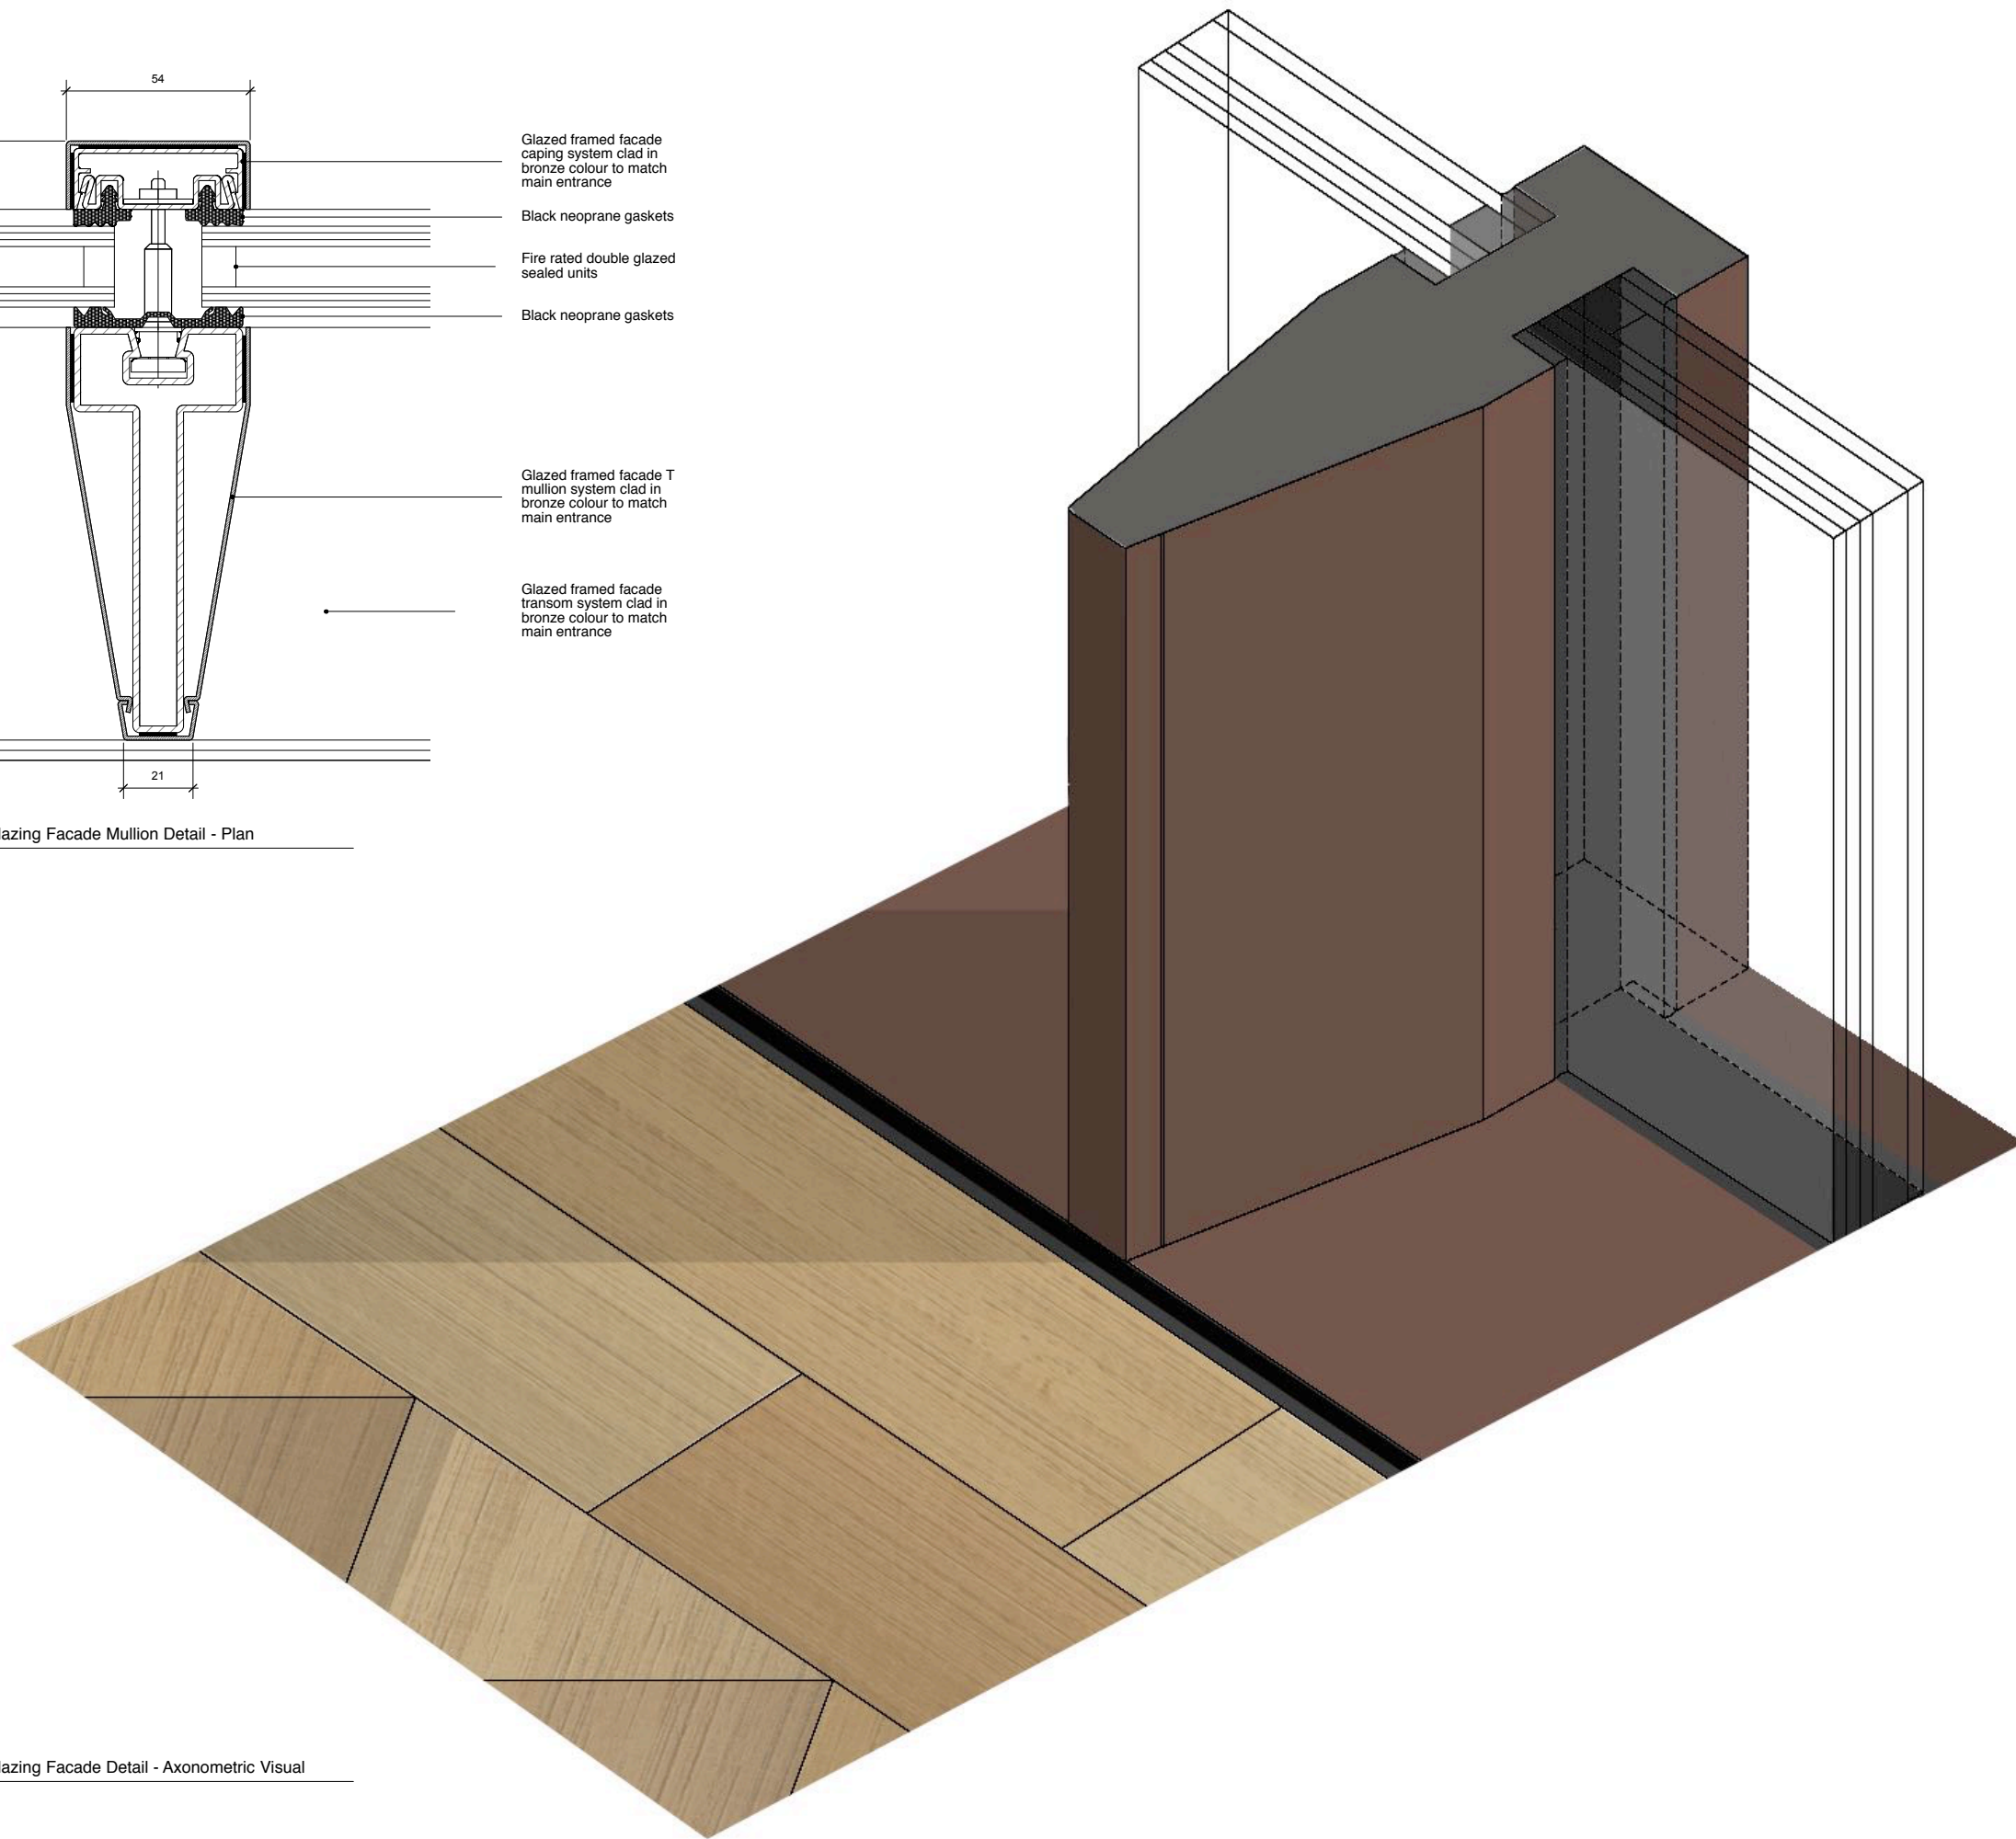 54
Glazed framed facade
caping system clad in
bronze colour to match
main entrance
Black neoprane gaskets
Fire rated double glazed
sealed units
Black neoprane gaskets
Glazed framed facade T
mullion system clad in
bronze colour to match
main entrance
Glazed framed facade
transom system clad in
bronze colour to match
main entrance
21
lazing Facade Mullion Detail - Plan
lazing Facade Detail - Axonometric Visual